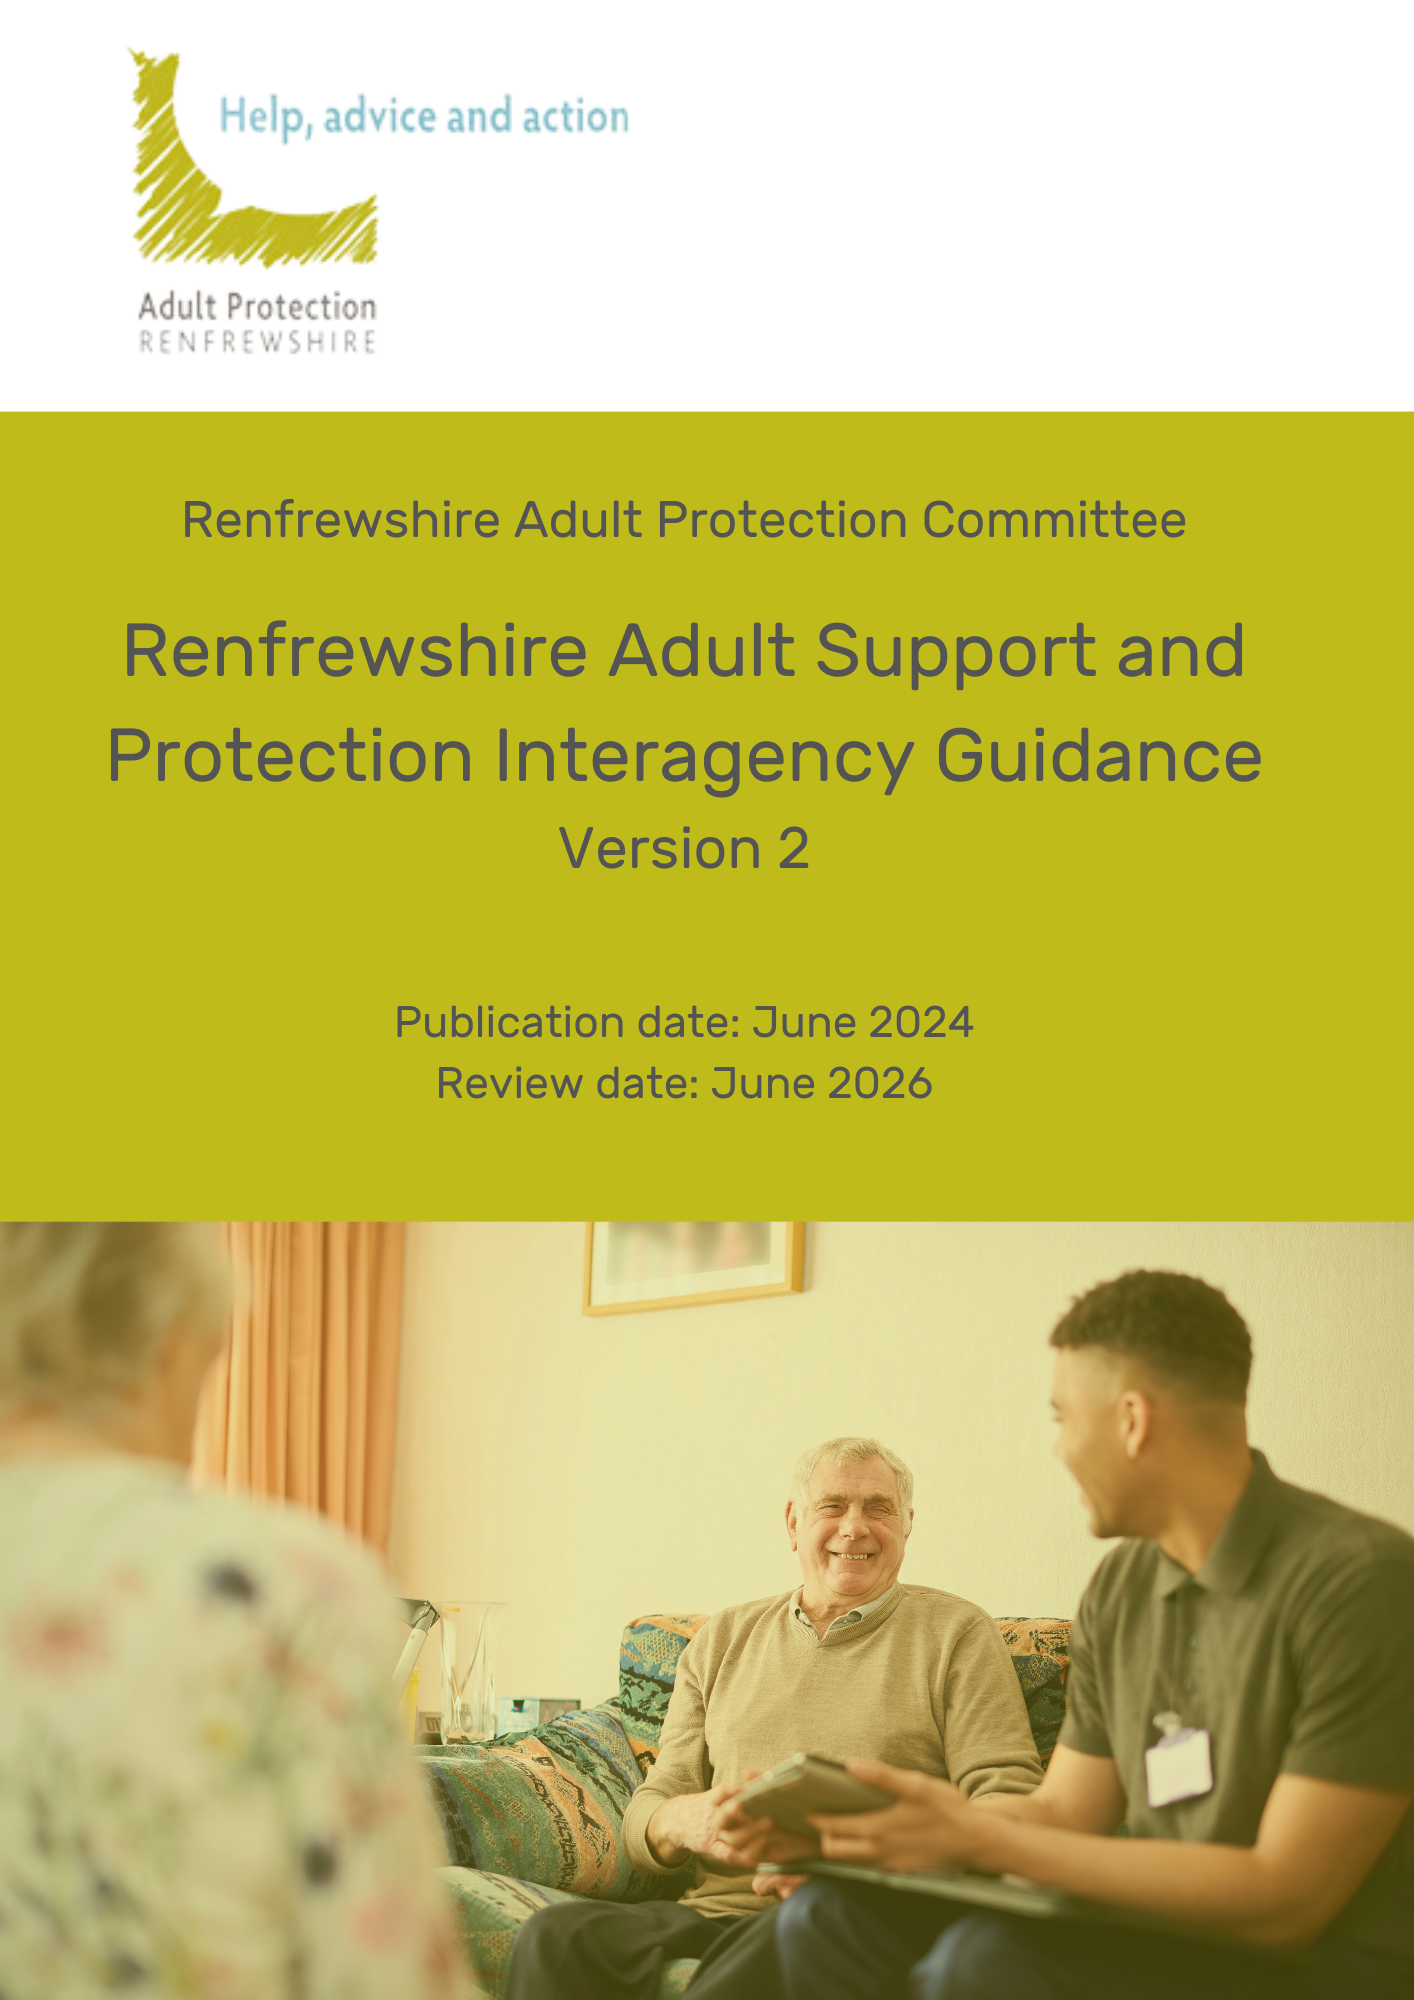 Help, advice and action
Adult Protection
RENFREWSHIRE
Renfrewshire Adult Protection Committee
Renfrewshire Adult Support and
Protection Interagency Guidance
Version 2
Publication date: June 2024
Review date: June 2026